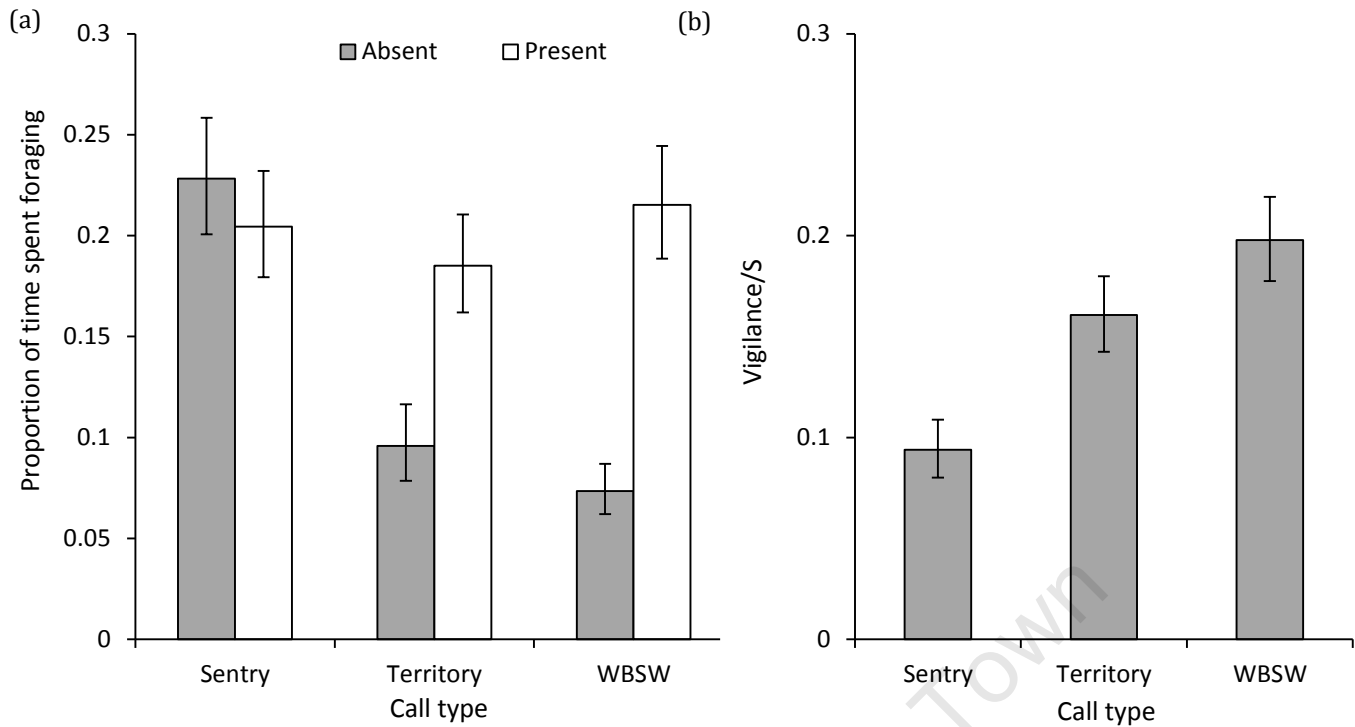 (a)
0.3
0.25
0.2
0.15
0.1
0.05
0
Proportion of time spent foraging
Absent Present
Sentry Territory WBSW
Call type
(b)
0.3
0.2
0.1
0
Vigilance/S
Sentry Territory WBSW
Call type
Town